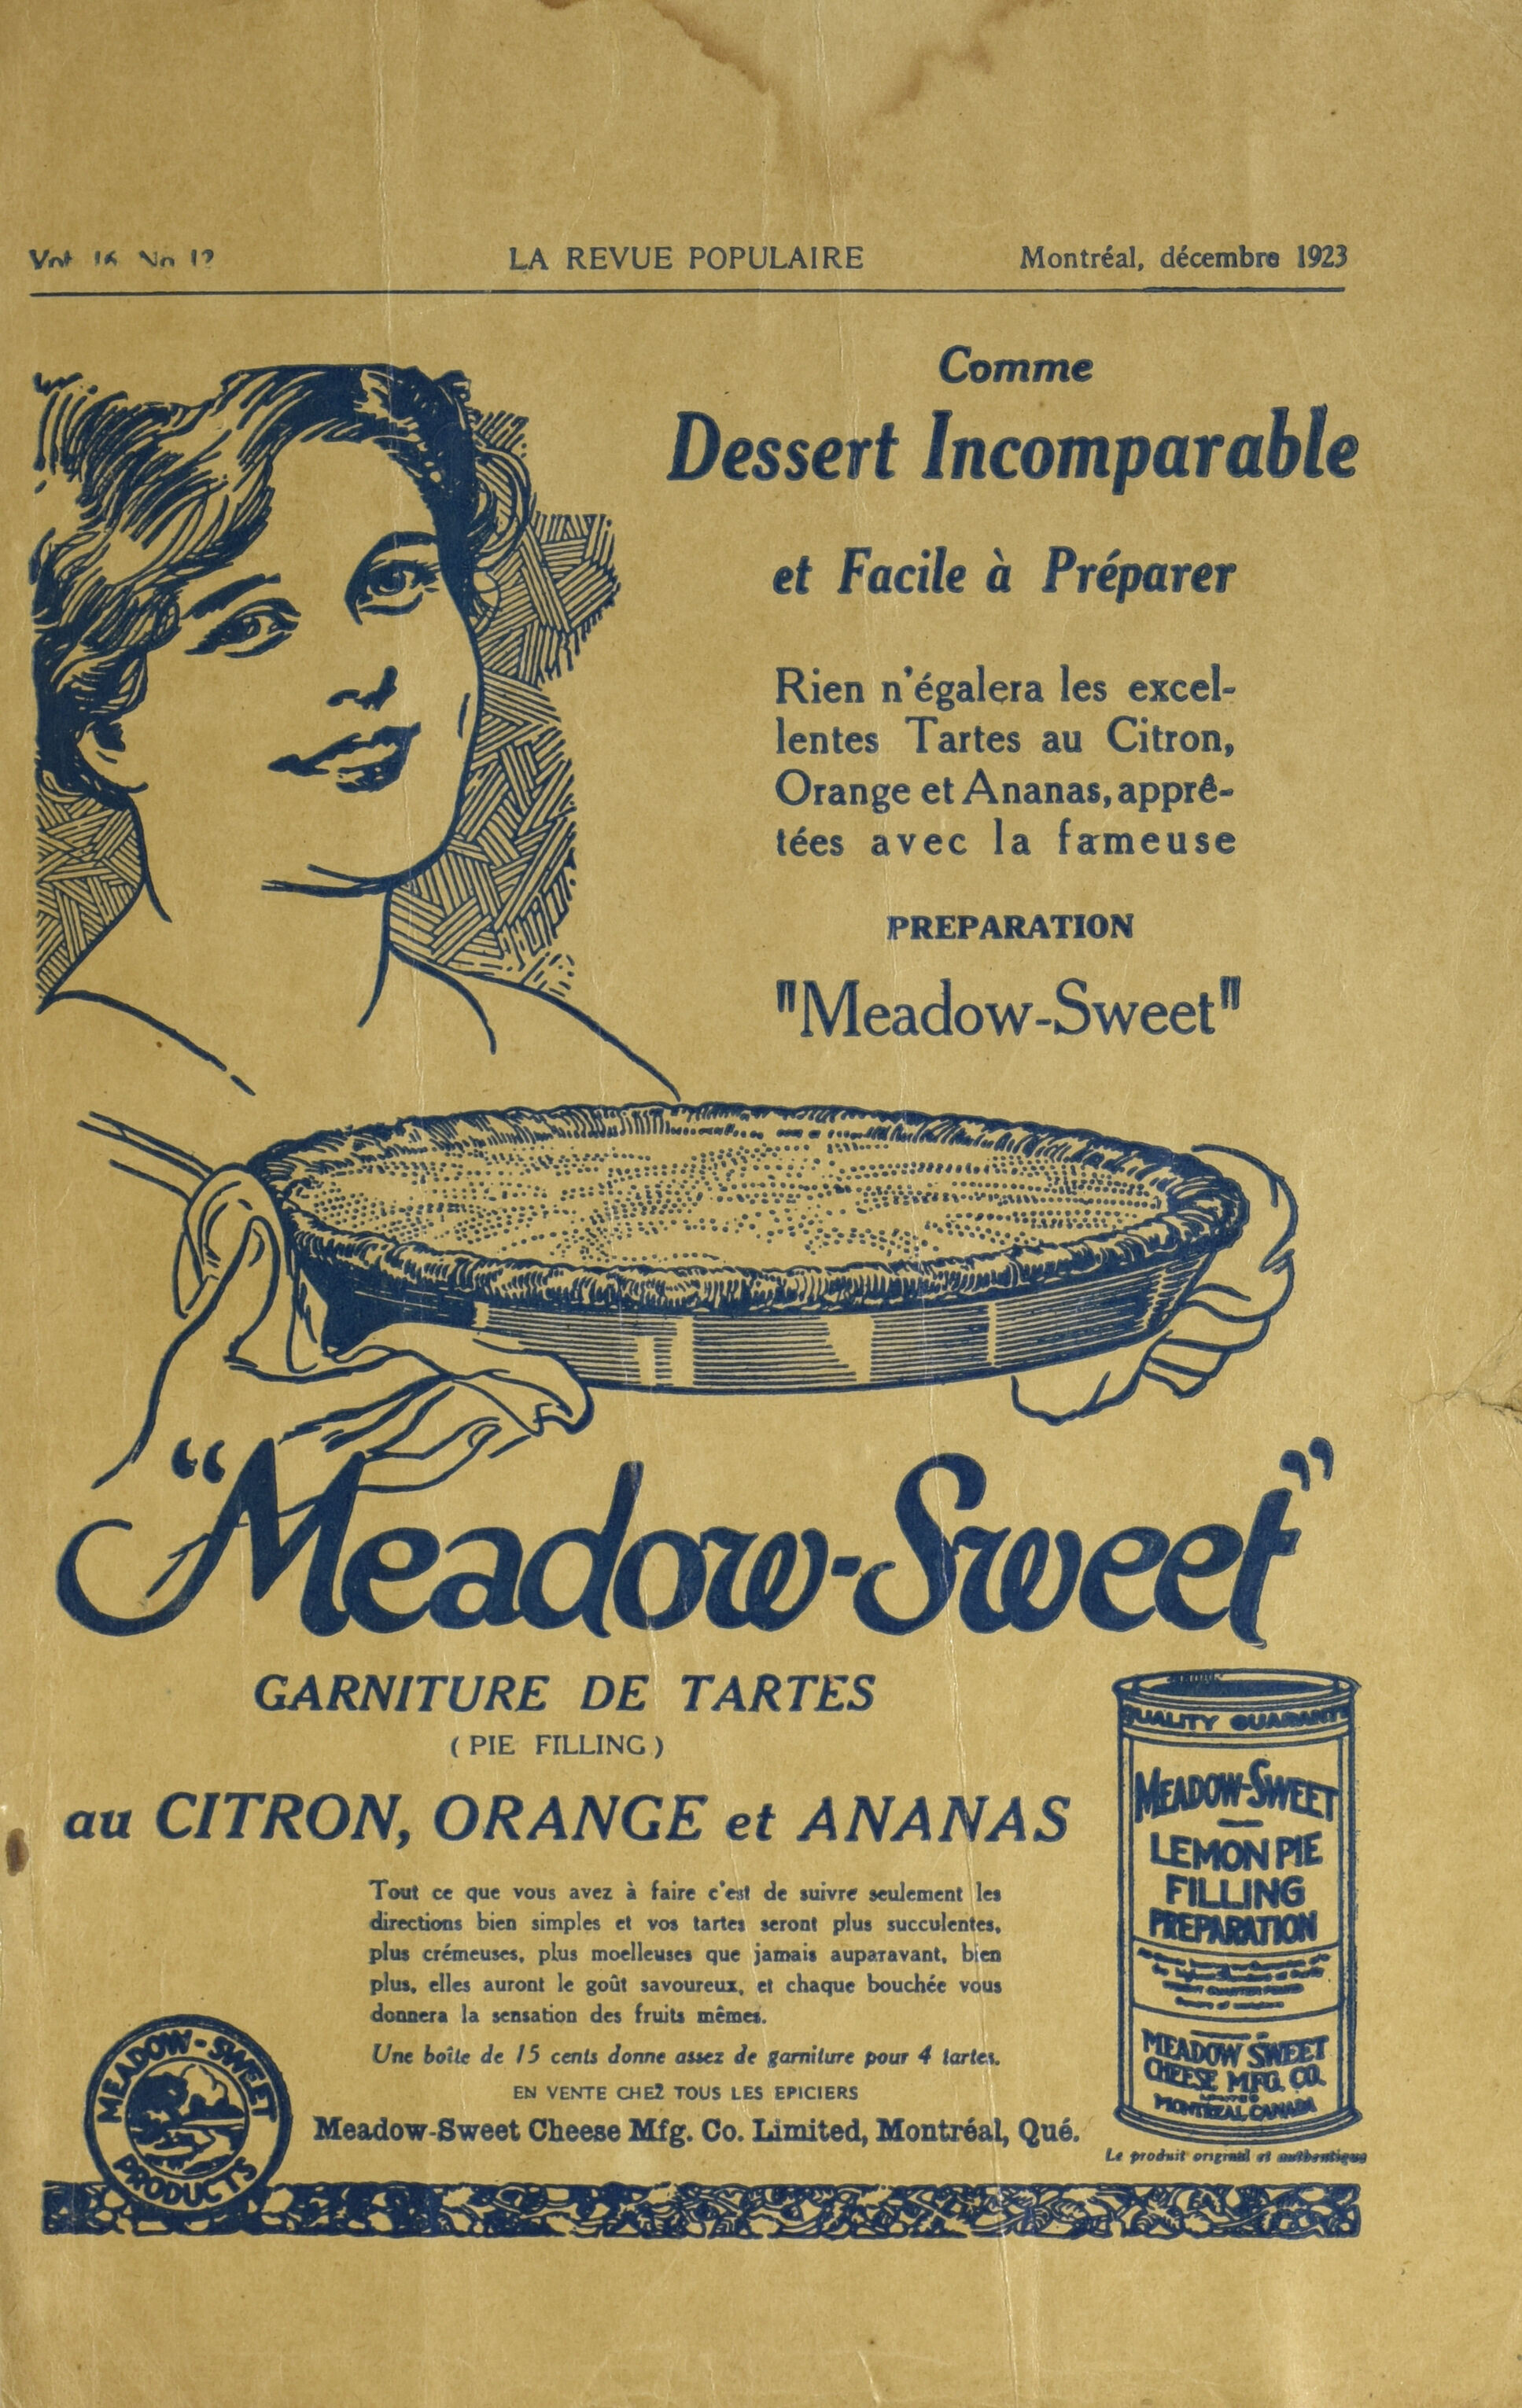 Vol. 16 No 12
LA REVUE POPULAIRE
Montréal, décembre 1923
Comme
Dessert Incomparable
et Facile à Préparer
Rien n'égalera les excel-
lentes Tartes au Citron,
Orange et Ananas, apprê-
tées avec la fameuse
PREPARATION
"Meadow-Sweet"
“Meadow-Sweet”
GARNITURE DE TARTES
(PIE FILLING)
au CITRON, ORANGE et ANANAS
Tout ce que vous avez à faire c'est de suivre seulement les
directions bien simples et vos tartes seront plus succulentes,
plus crémeuses, plus moelleuses que jamais auparavant, bien
plus, elles auront le goût savoureux, et chaque bouchée vous
donnera la sensation des fruits mêmes.
Une boîte de 15 cents donne assez de garniture pour 4 tartes.
EN VENTE CHEZ TOUS LES EPICIERS
Meadow-Sweet Cheese Mfg. Co. Limited, Montréal, Qué.
MEADOW-SWEET
PRODUCTS
QUALITY GUARANTE
MEADOW-SWEET
LEMON PIE
FILLING
PREPARATION
MEADOW SWEET
CHEESE MFG. CO.
LIMITED
MONTREAL CANADA
Le produit original et authentique